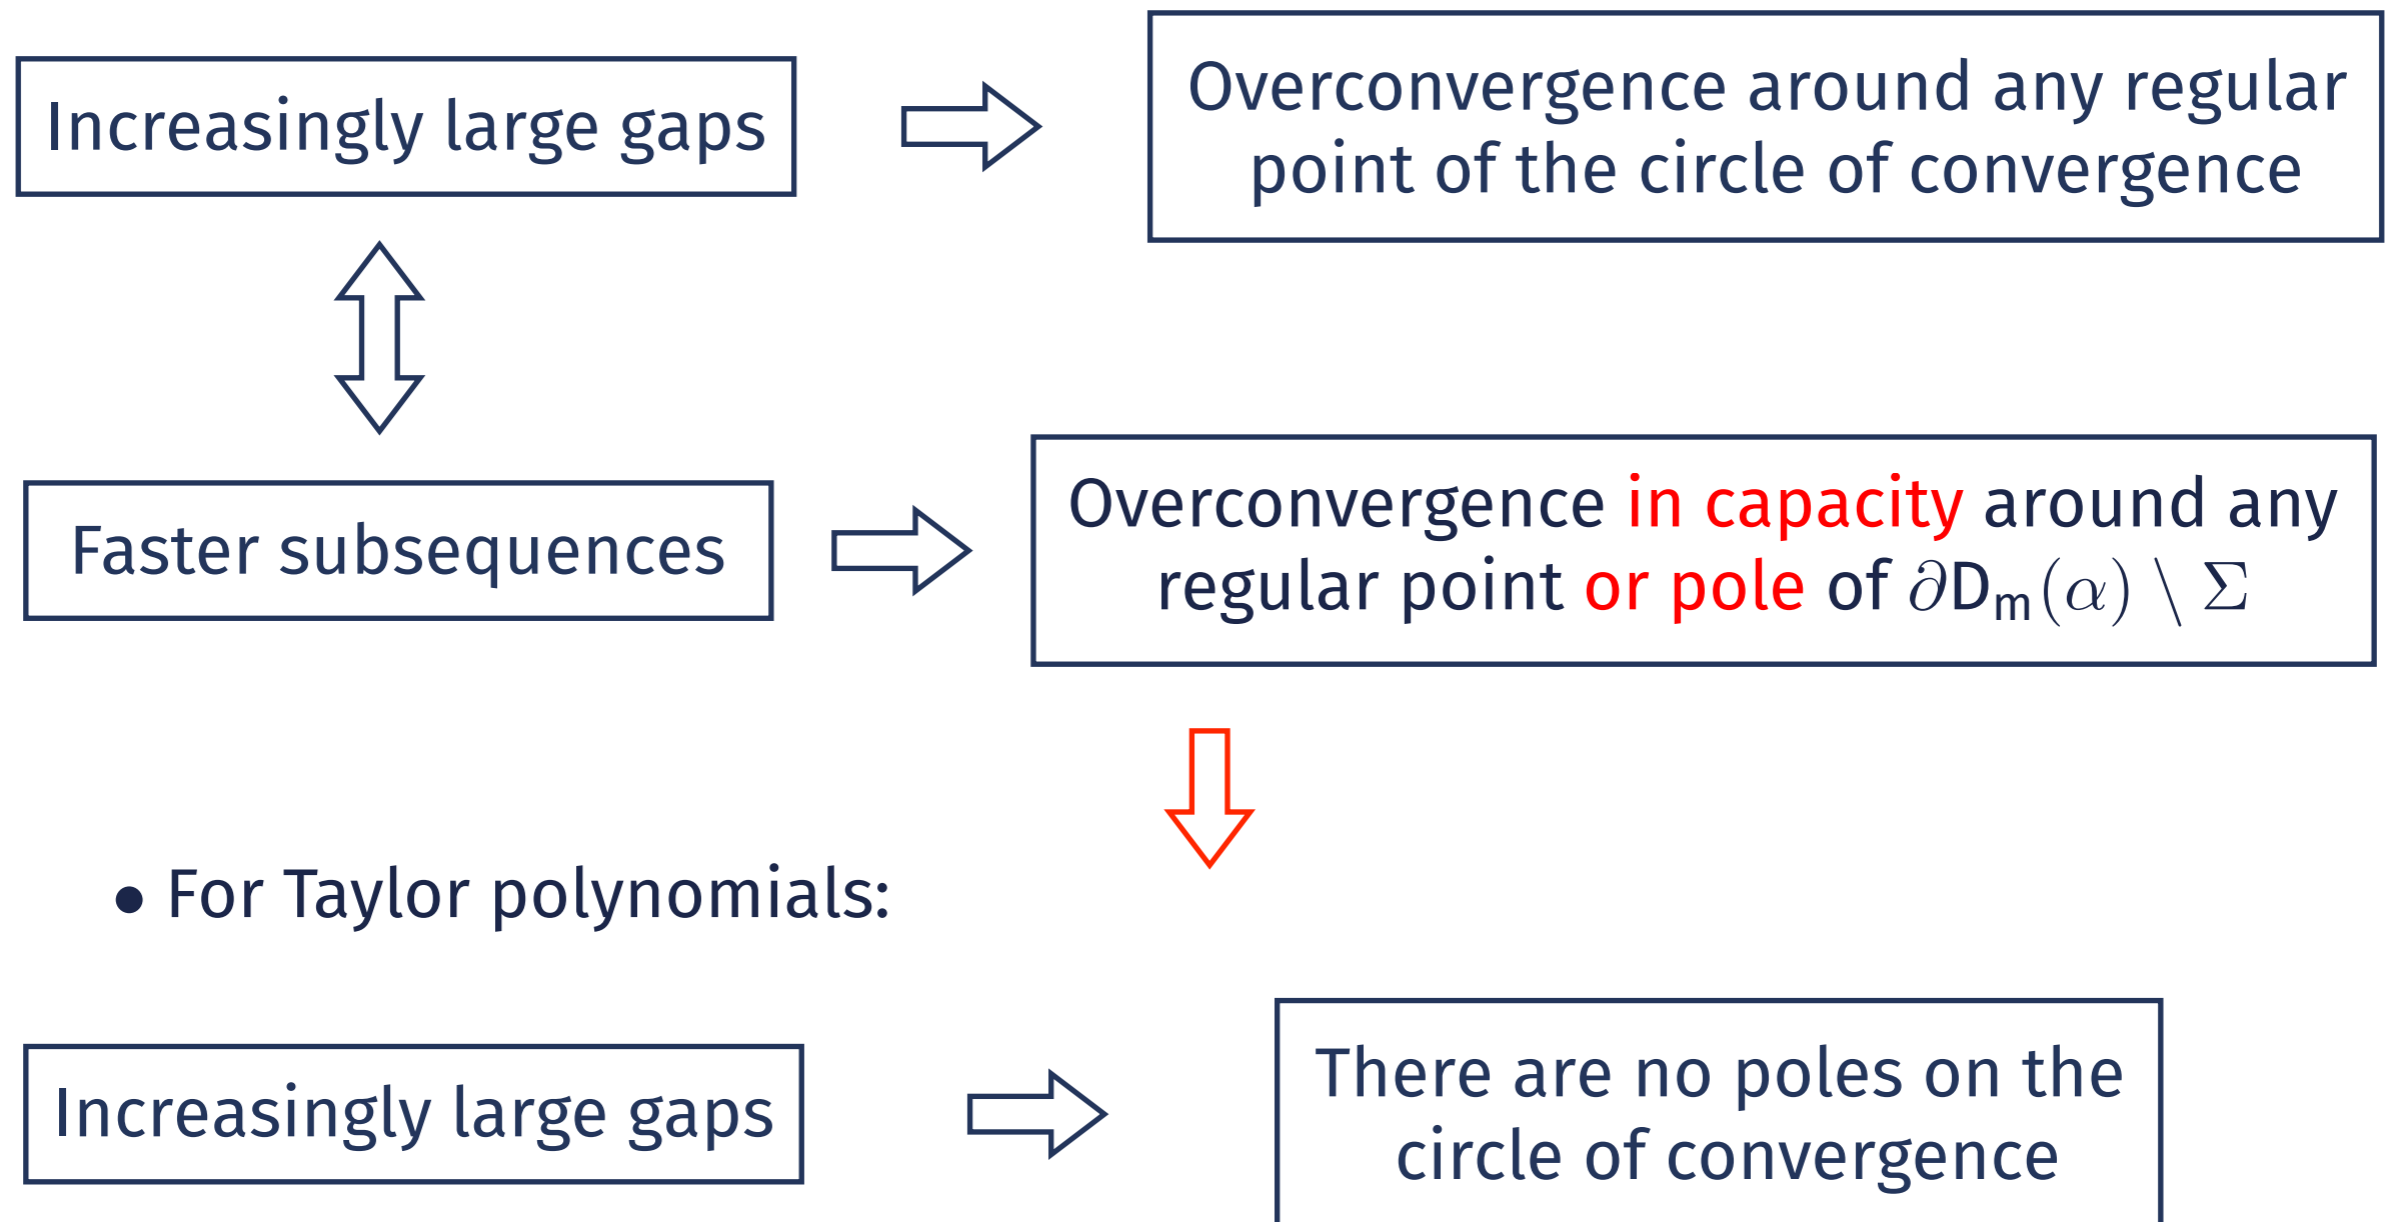 Increasingly large gaps
Overconvergence around any regular
point of the circle of convergence
Faster subsequences
Overconvergence in capacity around any
regular point or pole of ∂Dₘ(α) \ Σ
• For Taylor polynomials:
Increasingly large gaps
There are no poles on the
circle of convergence